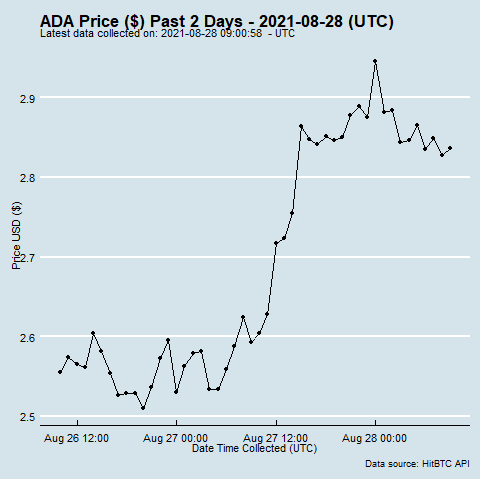 ADA Price ($) Past 2 Days - 2021-08-28 (UTC)
Latest data collected on: 2021-08-28 09:00:58 - UTC
2.9
2.8
2.7
2.6
2.5
Price USD ($)
Aug 26 12:00
Aug 27 00:00
Aug 27 12:00
Aug 28 00:00
Date Time Collected (UTC)
Data source: HitBTC API